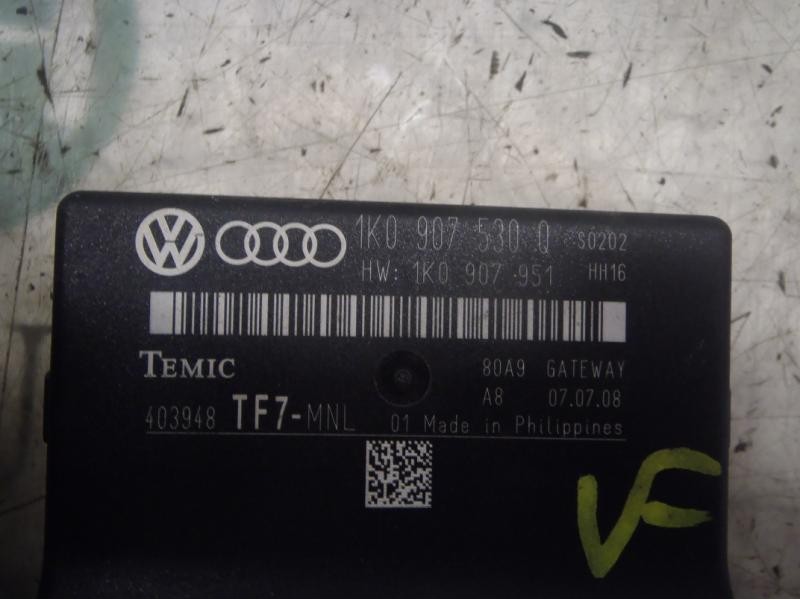 1K0 907 530 Q S0202
HW: 1K0 907 951 HH16
TEMIC 80A9 GATEWAY
A8 07.07.08
403948 TF7-MNL 01 Made in Philippines
VF